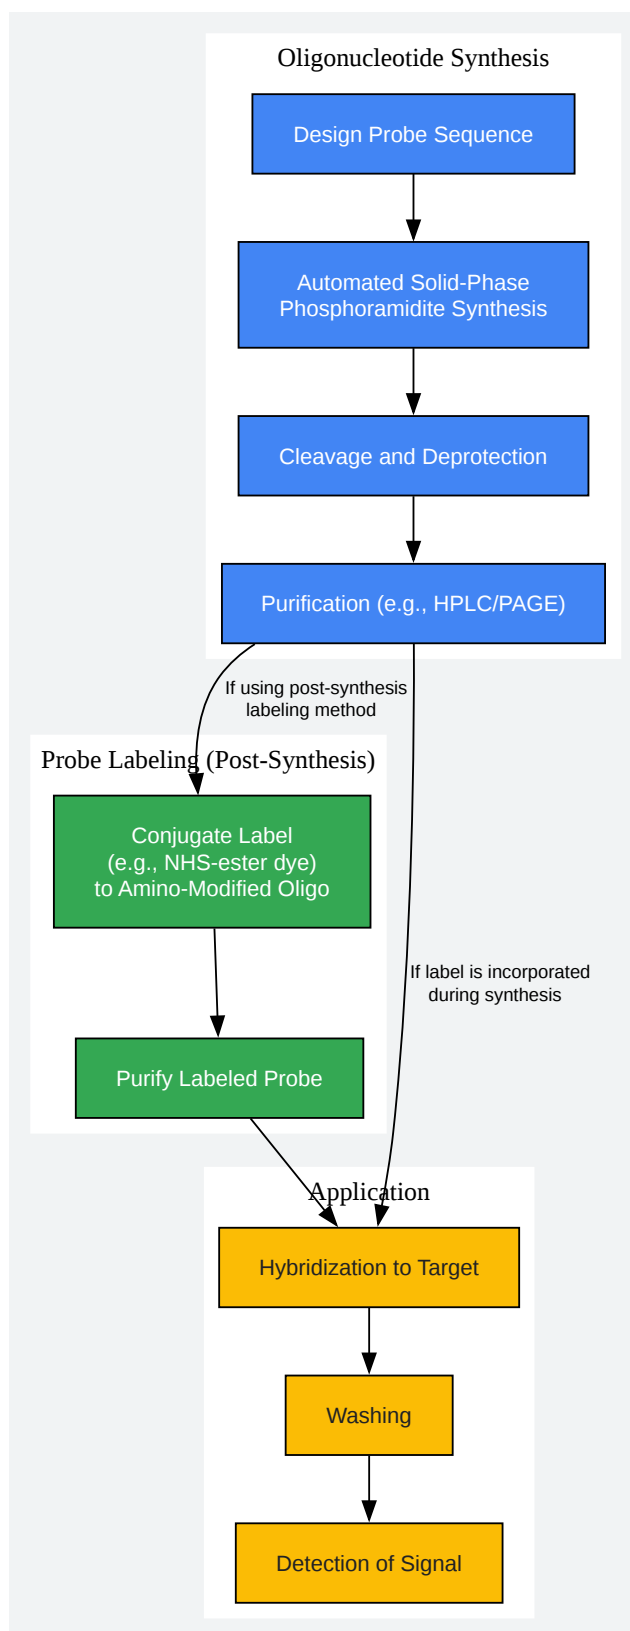 Oligonucleotide Synthesis
Design Probe Sequence
Automated Solid-Phase
Phosphoramidite Synthesis
Cleavage and Deprotection
Purification (e.g., HPLC/PAGE)
If using post-synthesis
labeling method
Probe Labeling (Post-Synthesis)
Conjugate Label
(e.g., NHS-ester dye)
to Amino-Modified Oligo
If label is incorporated
during synthesis
Purify Labeled Probe
Application
Hybridization to Target
Washing
Detection of Signal